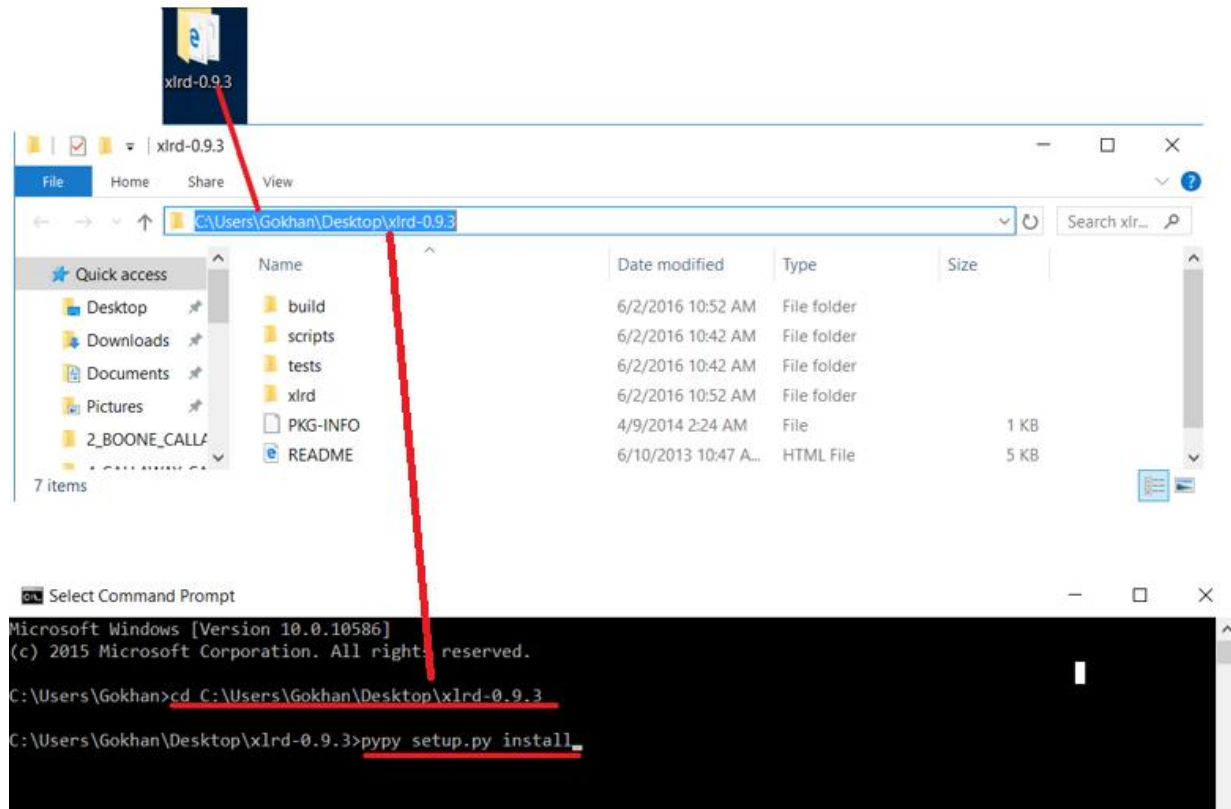 xlrd-0.9.3
xlrd-0.9.3
File Home Share View
C:\Users\Gokhan\Desktop\xlrd-0.9.3
Search xlr...
Quick access
Name Date modified Type Size
Desktop
build 6/2/2016 10:52 AM File folder
Downloads
scripts 6/2/2016 10:42 AM File folder
Documents
tests 6/2/2016 10:42 AM File folder
Pictures
xlrd 6/2/2016 10:52 AM File folder
2_BOONE_CALLA
PKG-INFO 4/9/2014 2:24 AM File 1 KB
README 6/10/2013 10:47 A... HTML File 5 KB
7 items
Select Command Prompt
Microsoft Windows [Version 10.0.10586]
(c) 2015 Microsoft Corporation. All rights reserved.
C:\Users\Gokhan>cd C:\Users\Gokhan\Desktop\xlrd-0.9.3
C:\Users\Gokhan\Desktop\xlrd-0.9.3>pypy setup.py install